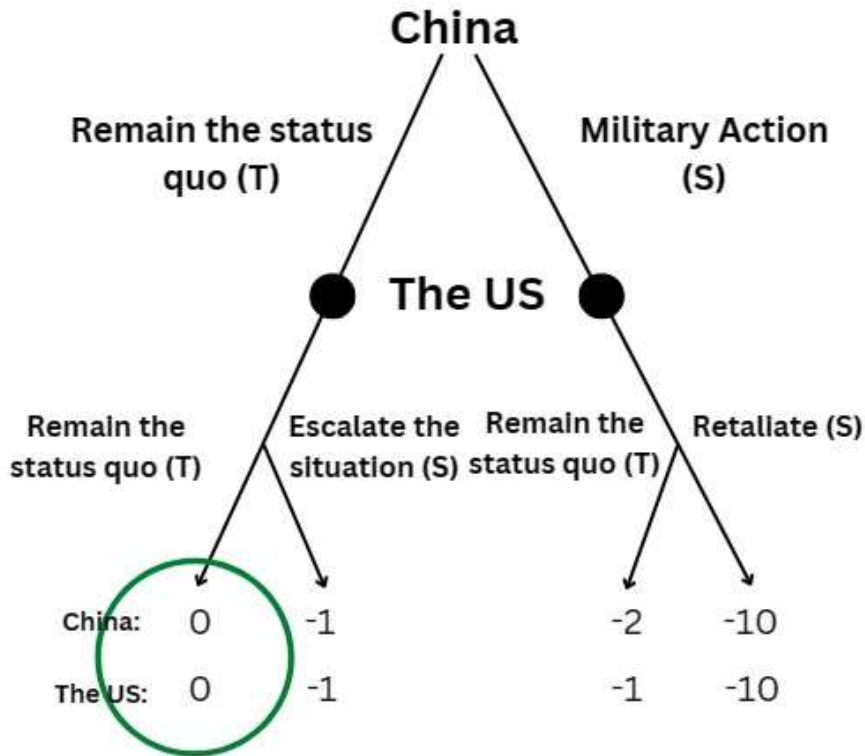 China
Remain the status
quo (T)
Military Action
(S)
The US
Remain the
status quo (T)
Escalate the
situation (S)
Remain the
status quo (T)
Retaliate (S)
China: 0 -1 -2 -10
The US: 0 -1 -1 -10